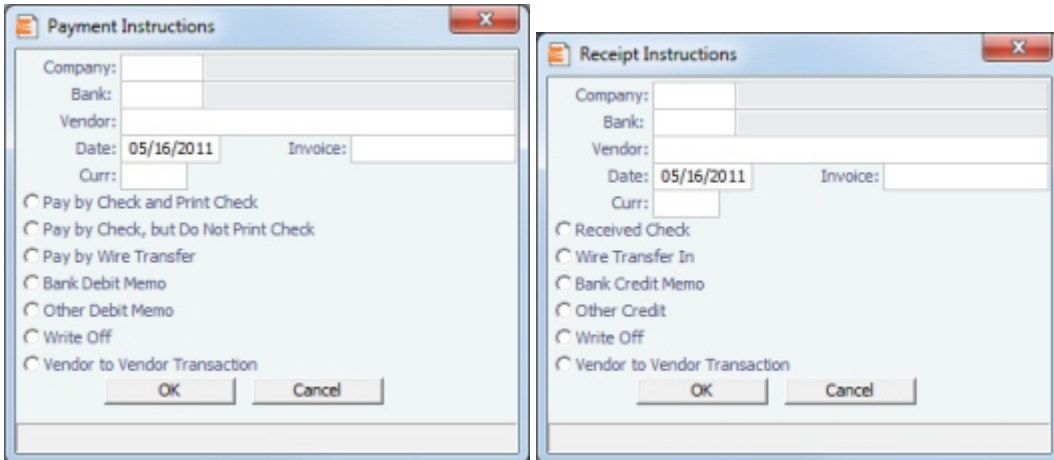 Payment Instructions
Company:
Bank:
Vendor:
Date: 05/16/2011 Invoice:
Curr:
Pay by Check and Print Check
Pay by Check, but Do Not Print Check
Pay by Wire Transfer
Bank Debit Memo
Other Debit Memo
Write Off
Vendor to Vendor Transaction
OK Cancel
Receipt Instructions
Company:
Bank:
Vendor:
Date: 05/16/2011 Invoice:
Curr:
Received Check
Wire Transfer In
Bank Credit Memo
Other Credit
Write Off
Vendor to Vendor Transaction
OK Cancel